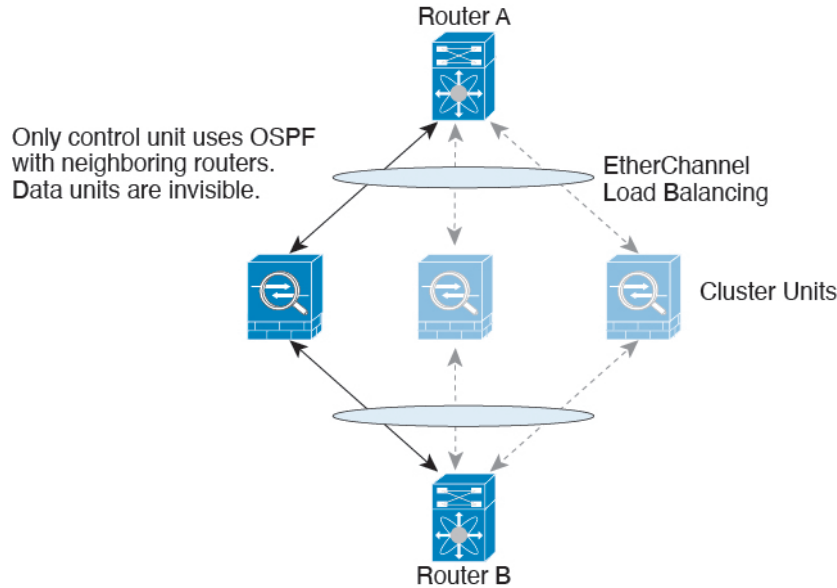 Router A
Only control unit uses OSPF
with neighboring routers.
Data units are invisible.
EtherChannel
Load Balancing
Cluster Units
Router B